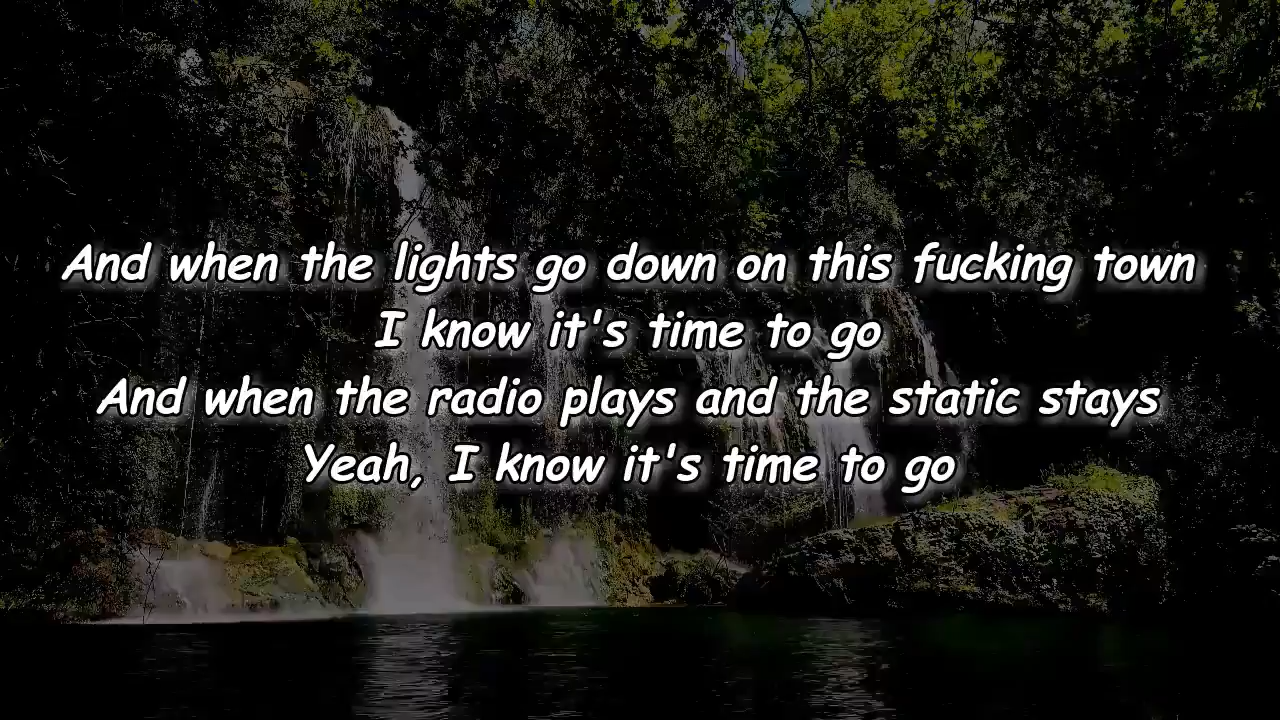 And when the lights go down on this fucking town
I know it's time to go
And when the radio plays and the static stays
Yeah, I know it's time to go